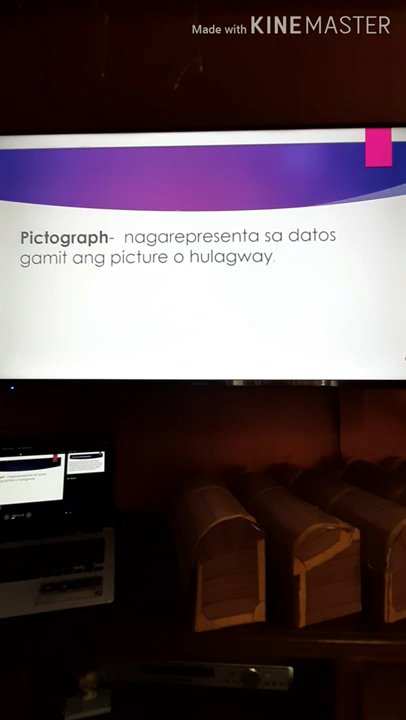 Made with KINEMASTER
Pictograph- nagarepresenta sa datos
gamit ang picture o hulagway.